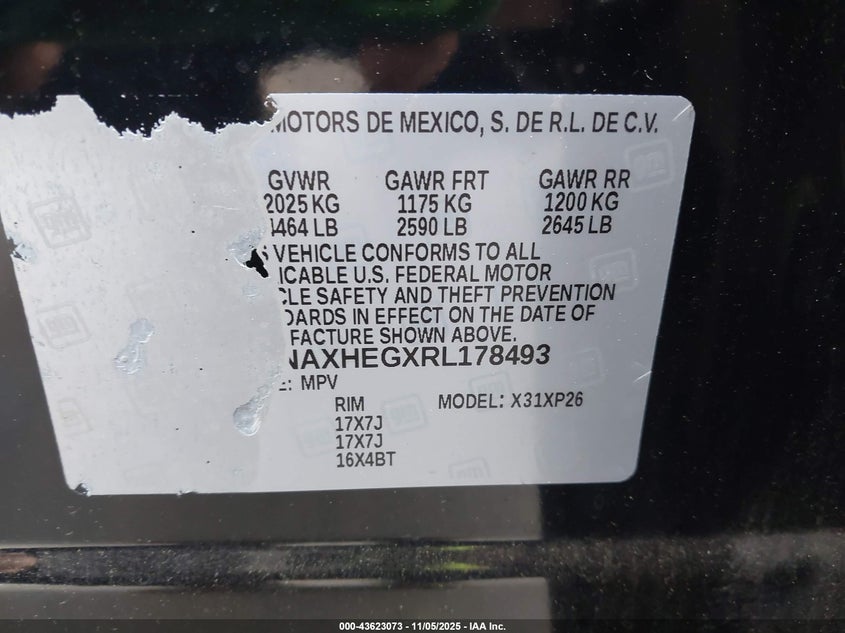 MOTORS DE MEXICO, S. DE R.L. DE C.V.
GVWR GAWR FRT GAWR RR
2025 KG 1175 KG 1200 KG
4464 LB 2590 LB 2645 LB
S VEHICLE CONFORMS TO ALL
ICABLE U.S. FEDERAL MOTOR
CLE SAFETY AND THEFT PREVENTION
DARDS IN EFFECT ON THE DATE OF
FACTURE SHOWN ABOVE.
NAXHEGXRL178493
E: MPV
RIM MODEL: X31XP26
17X7J
17X7J
16X4BT
000-43623073 - 11/05/2025 - IAA Inc.